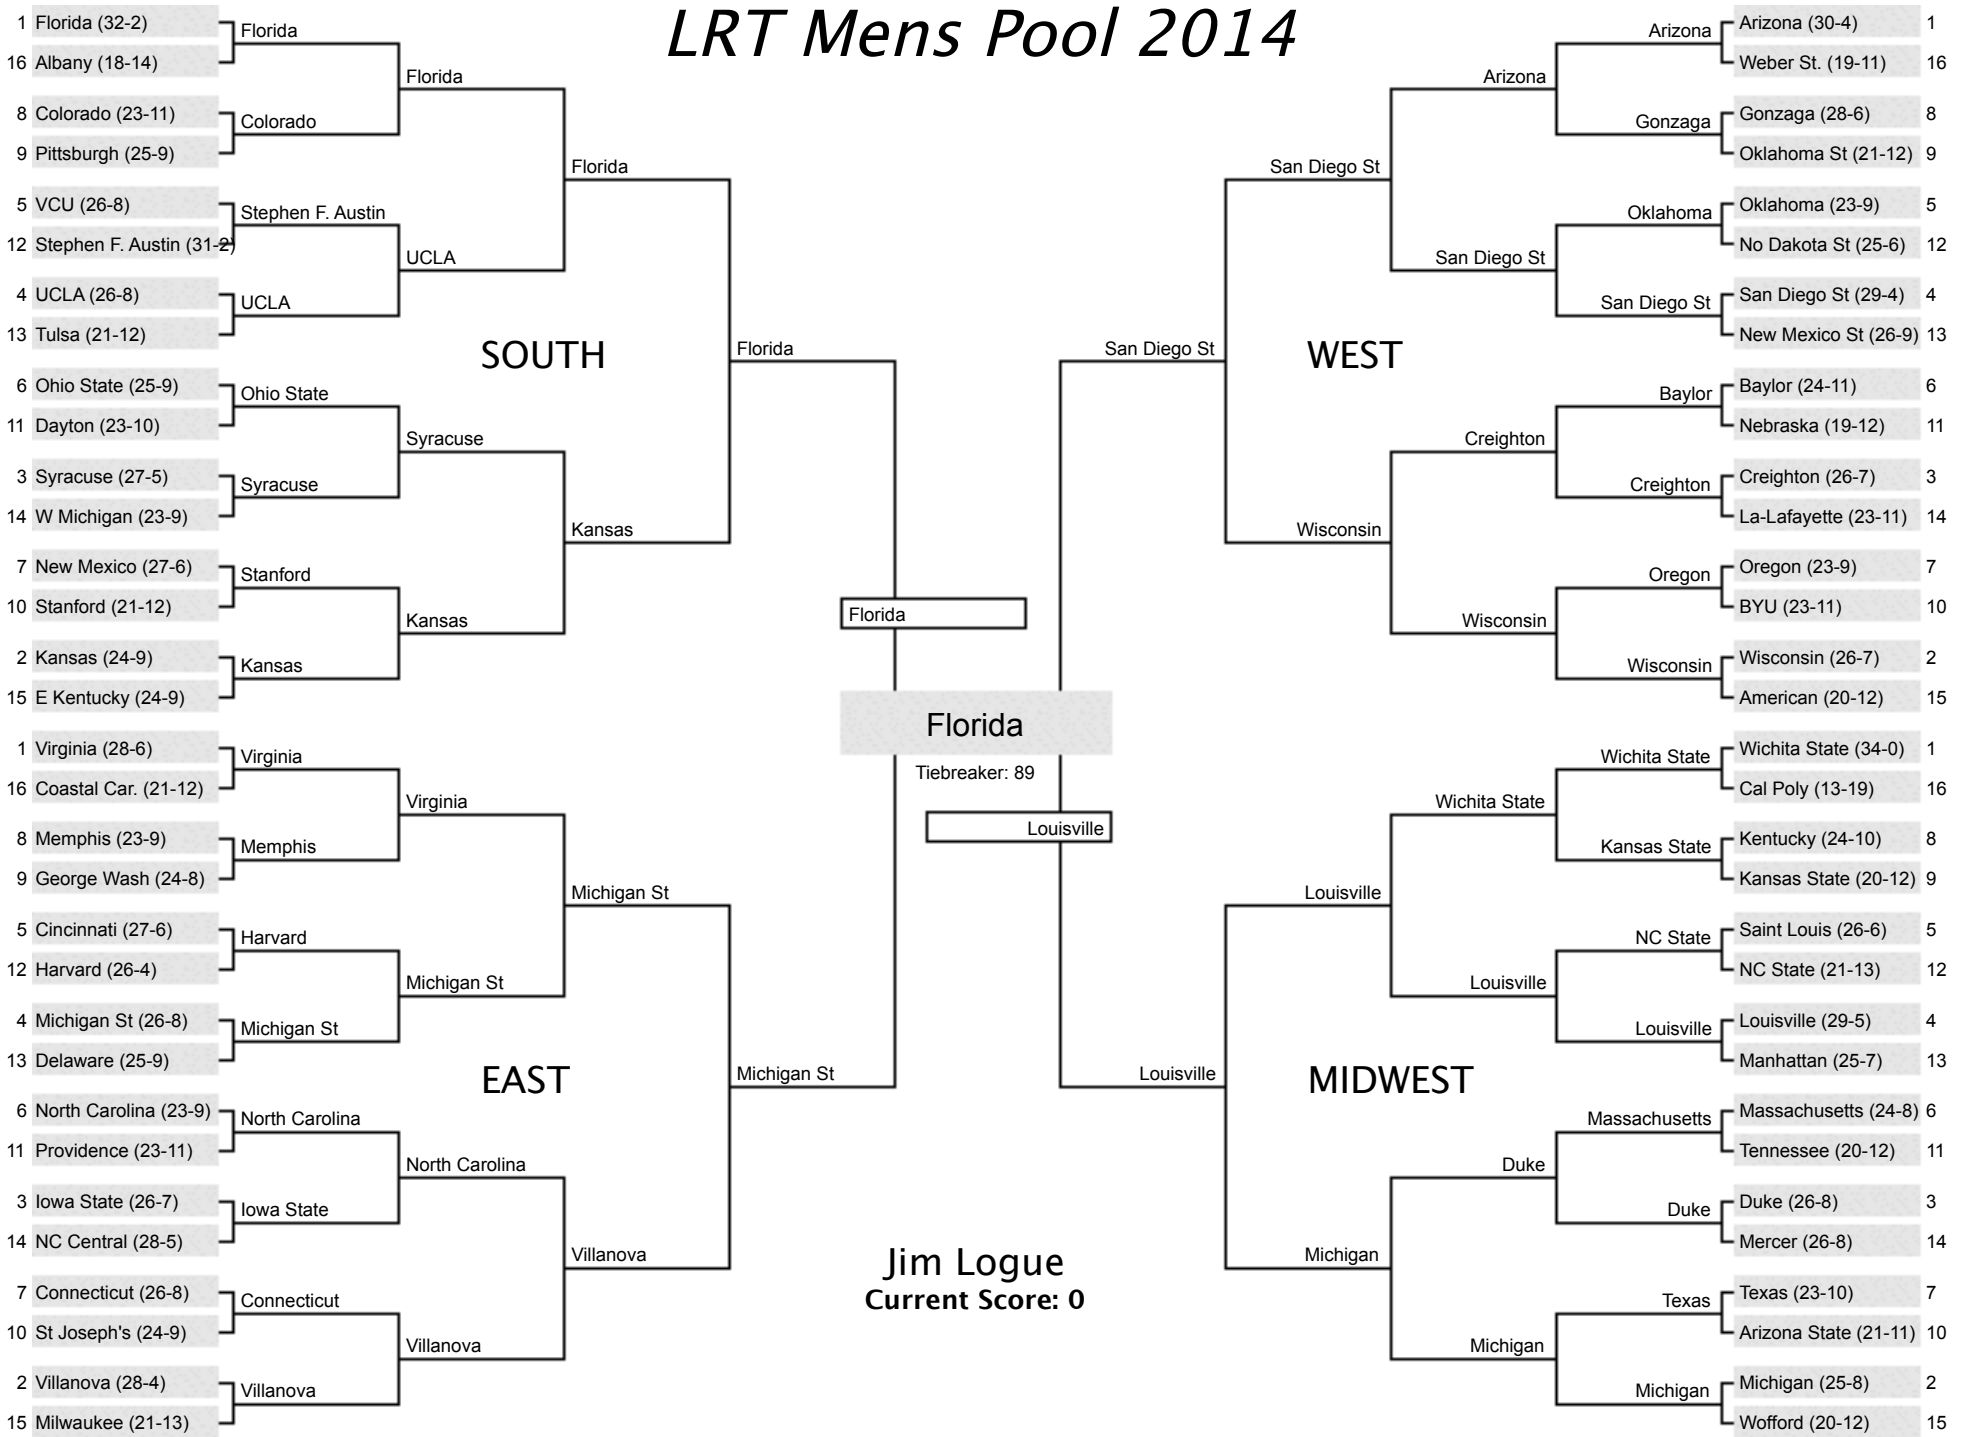 LRT Mens Pool 2014
1 Florida (32-2)
16 Albany (18-14)
8 Colorado (23-11)
9 Pittsburgh (25-9)
5 VCU (26-8)
12 Stephen F. Austin (31-2)
4 UCLA (26-8)
13 Tulsa (21-12)
6 Ohio State (25-9)
11 Dayton (23-10)
3 Syracuse (27-5)
14 W Michigan (23-9)
7 New Mexico (27-6)
10 Stanford (21-12)
2 Kansas (24-9)
15 E Kentucky (24-9)
Florida
Colorado
Stephen F. Austin
UCLA
Ohio State
Syracuse
Stanford
Kansas
Florida
UCLA
Syracuse
Kansas
Florida
Kansas
SOUTH
Florida
1 Virginia (28-6)
16 Coastal Car. (21-12)
8 Memphis (23-9)
9 George Wash (24-8)
5 Cincinnati (27-6)
12 Harvard (26-4)
4 Michigan St (26-8)
13 Delaware (25-9)
6 North Carolina (23-9)
11 Providence (23-11)
3 Iowa State (26-7)
14 NC Central (28-5)
7 Connecticut (26-8)
10 St Joseph's (24-9)
2 Villanova (28-4)
15 Milwaukee (21-13)
Virginia
Memphis
Harvard
Michigan St
North Carolina
Iowa State
Connecticut
Villanova
Virginia
Michigan St
North Carolina
Villanova
Michigan St
Villanova
EAST
Michigan St
Florida
Florida
Tiebreaker: 89
Louisville
Jim Logue
Current Score: 0
Arizona (30-4) 1
Weber St. (19-11) 16
Gonzaga (28-6) 8
Oklahoma St (21-12) 9
Oklahoma (23-9) 5
No Dakota St (25-6) 12
San Diego St (29-4) 4
New Mexico St (26-9) 13
Baylor (24-11) 6
Nebraska (19-12) 11
Creighton (26-7) 3
La-Lafayette (23-11) 14
Oregon (23-9) 7
BYU (23-11) 10
Wisconsin (26-7) 2
American (20-12) 15
Arizona
Gonzaga
Oklahoma
San Diego St
Baylor
Creighton
Oregon
Wisconsin
Arizona
San Diego St
Creighton
Wisconsin
San Diego St
Wisconsin
WEST
San Diego St
Wichita State (34-0) 1
Cal Poly (13-19) 16
Kentucky (24-10) 8
Kansas State (20-12) 9
Saint Louis (26-6) 5
NC State (21-13) 12
Louisville (29-5) 4
Manhattan (25-7) 13
Massachusetts (24-8) 6
Tennessee (20-12) 11
Duke (26-8) 3
Mercer (26-8) 14
Texas (23-10) 7
Arizona State (21-11) 10
Michigan (25-8) 2
Wofford (20-12) 15
Wichita State
Kansas State
NC State
Louisville
Massachusetts
Duke
Texas
Michigan
Wichita State
Louisville
Duke
Michigan
Louisville
Michigan
MIDWEST
Louisville